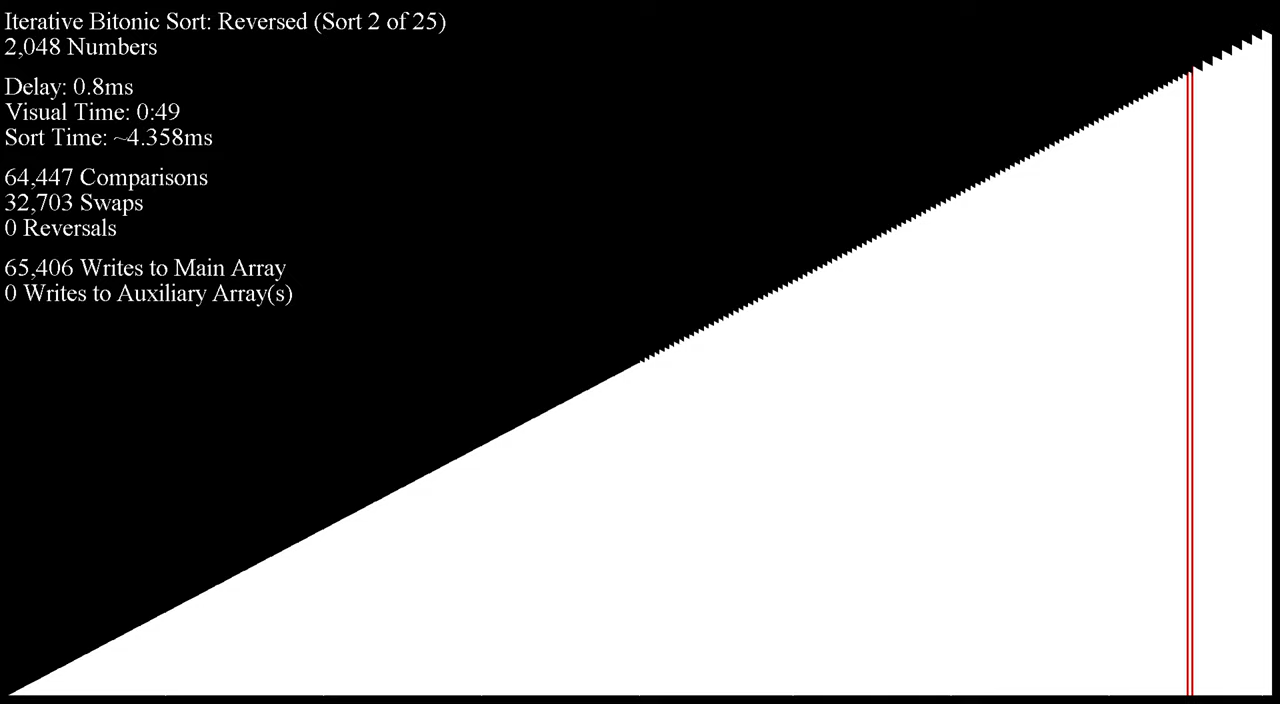 Iterative Bitonic Sort: Reversed (Sort 2 of 25)
2,048 Numbers
Delay: 0.8ms
Visual Time: 0:49
Sort Time: ~4.358ms
64,447 Comparisons
32,703 Swaps
0 Reversals
65,406 Writes to Main Array
0 Writes to Auxiliary Array(s)